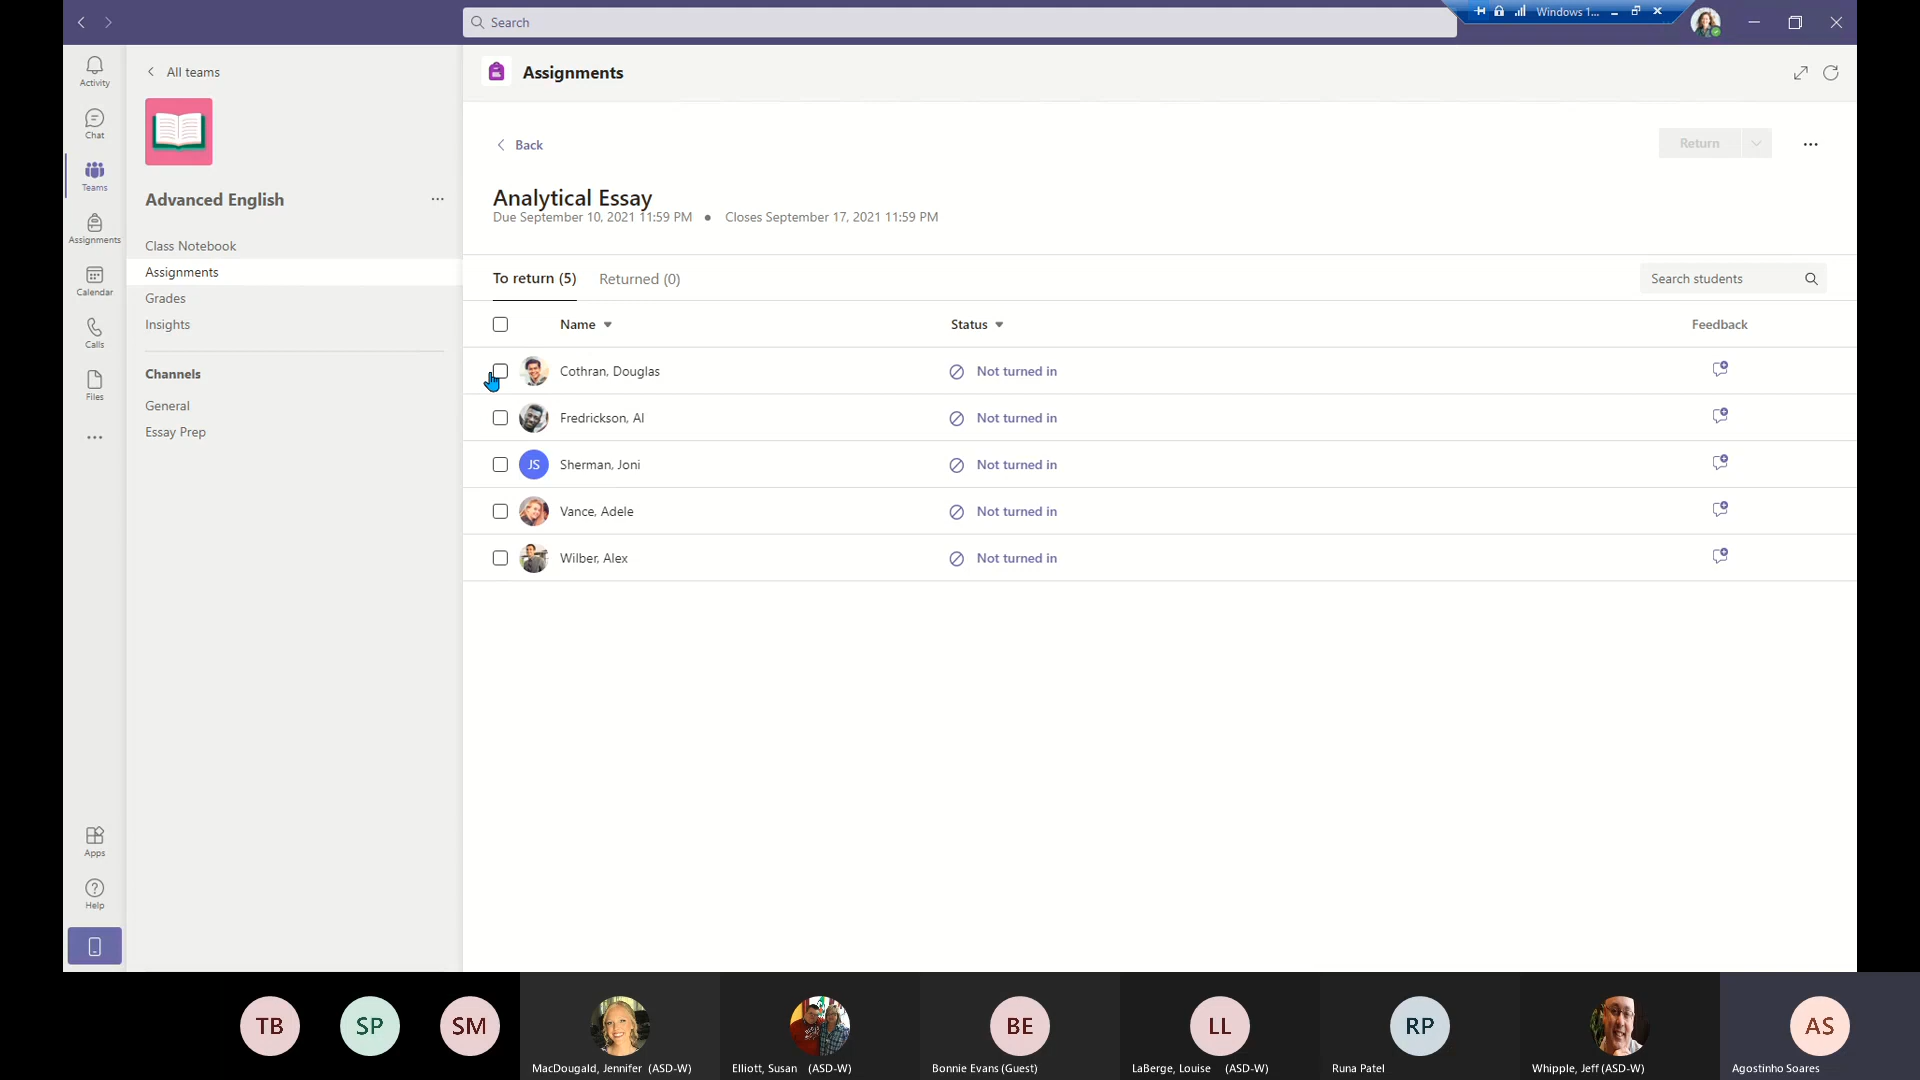 Search
Windows 1...
Activity
Chat
Teams
Assignments
Calendar
Calls
Files
Apps
Help
All teams
Advanced English
Class Notebook
Assignments
Grades
Insights
Channels
General
Essay Prep
Assignments
Back
Return
Analytical Essay
Due September 10, 2021 11:59 PM • Closes September 17, 2021 11:59 PM
To return (5) Returned (0)
Search students
Name Status Feedback
Cothran, Douglas Not turned in
Fredrickson, Al Not turned in
JS Sherman, Joni Not turned in
Vance, Adele Not turned in
Wilber, Alex Not turned in
TB SP SM BE LL RP AS
MacDougald, Jennifer (ASD-W) Elliott, Susan (ASD-W) Bonnie Evans (Guest) LaBerge, Louise (ASD-W) Runa Patel Whipple, Jeff (ASD-W) Agostinho Soares